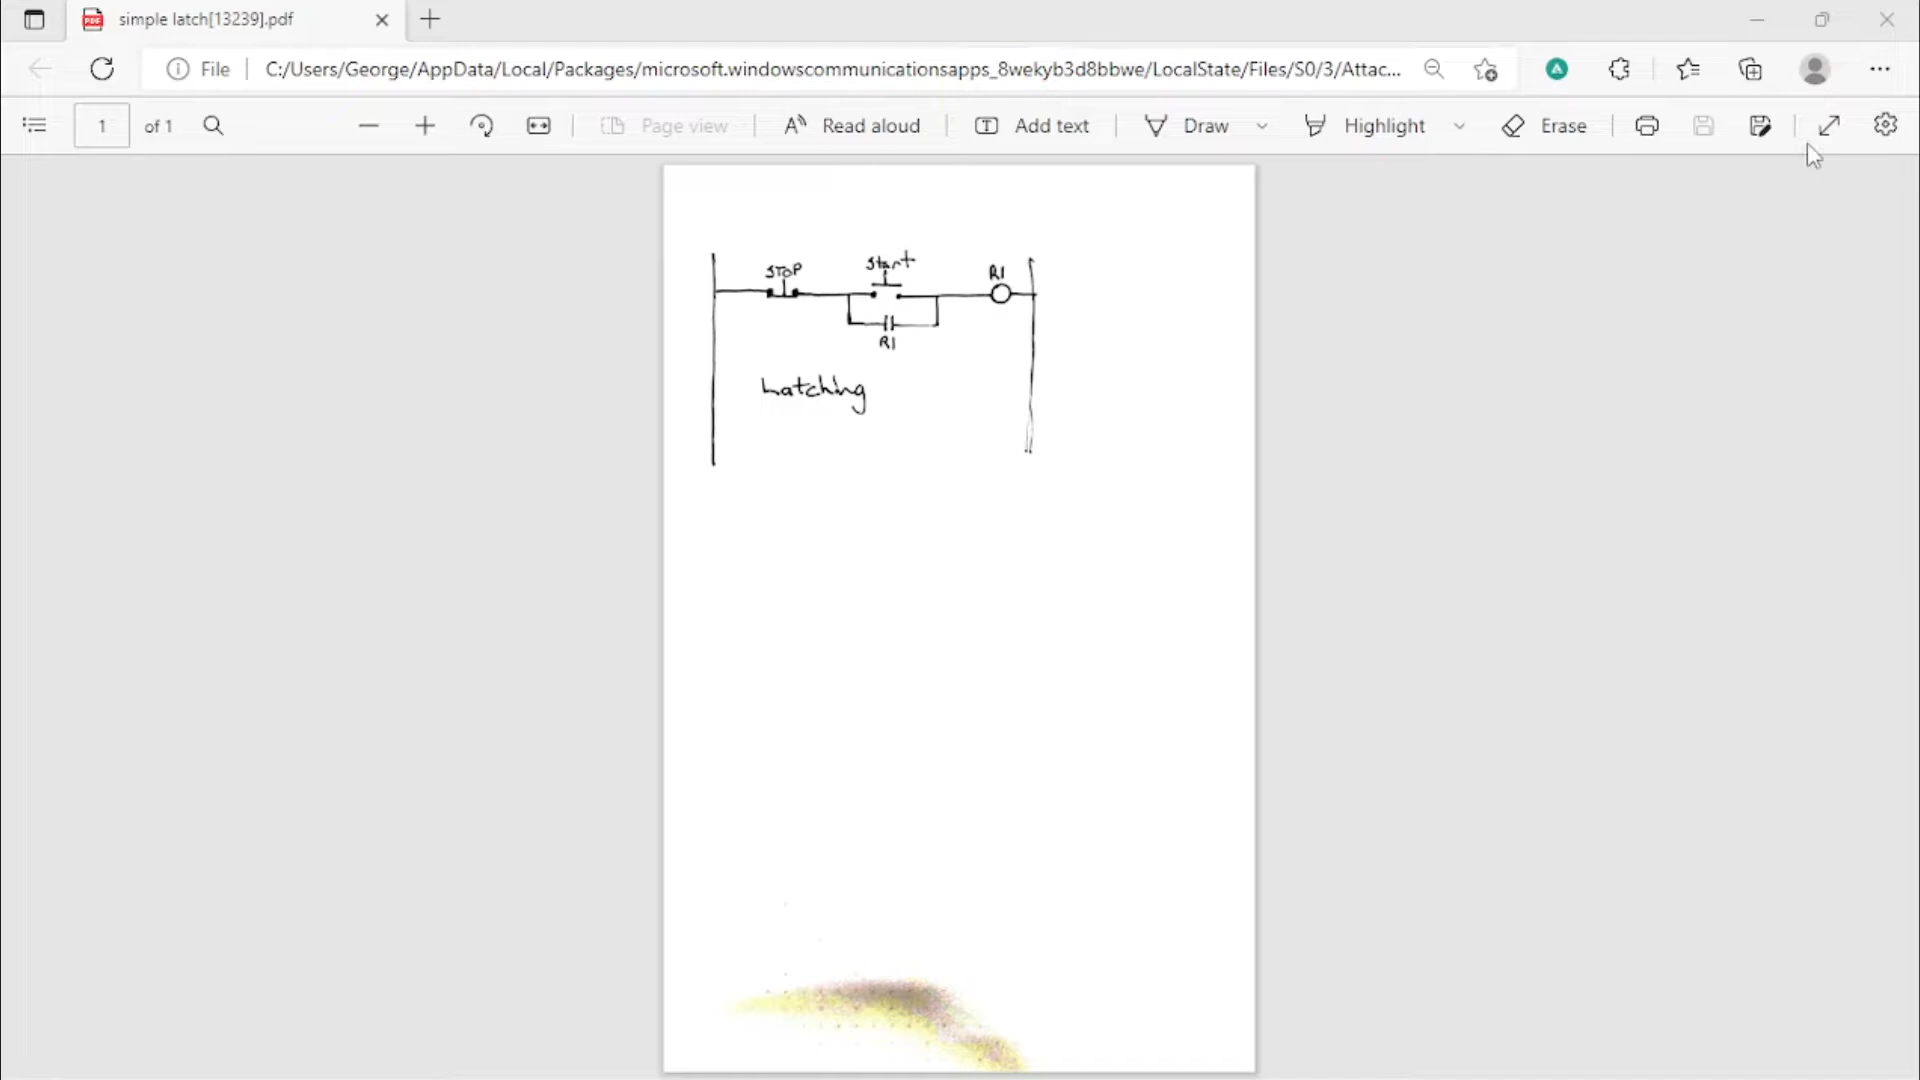 simple latch[13239].pdf
File C:/Users/George/AppData/Local/Packages/microsoft.windowscommunicationsapps_8wekyb3d8bbwe/LocalState/Files/S0/3/Attac...
1 of 1 Page view Read aloud Add text Draw Highlight Erase
STOP Start R1
R1
Latching